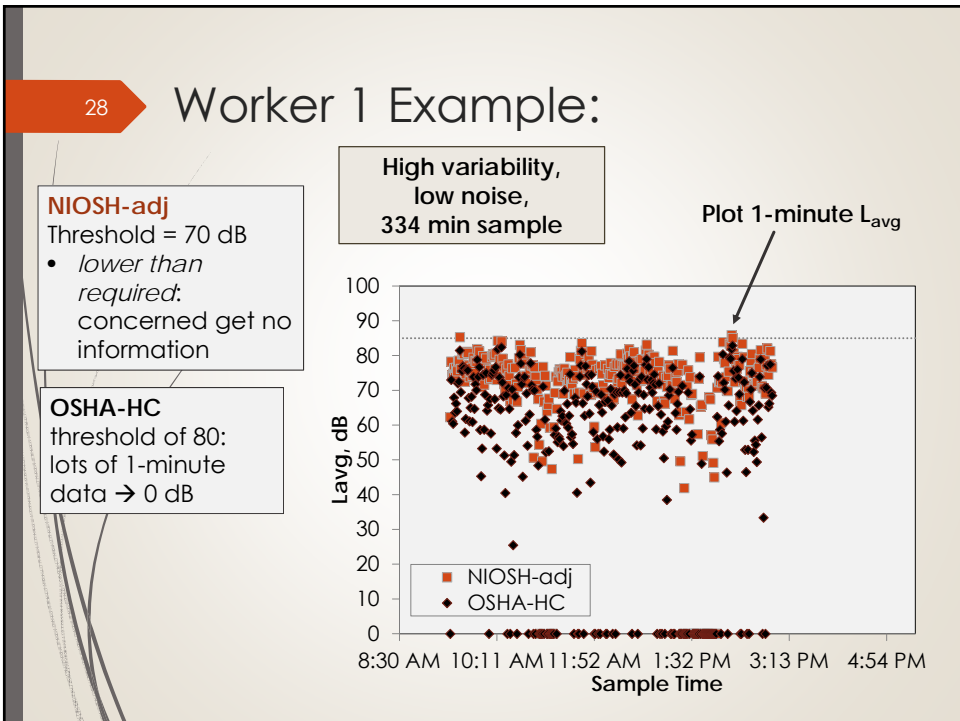 28
Worker 1 Example:
High variability,
low noise,
334 min sample
NIOSH-adj
Threshold = 70 dB
• lower than
required:
concerned get no
information
OSHA-HC
threshold of 80:
lots of 1-minute
data → 0 dB
Plot 1-minute Lavg
100
90
80
70
60
50
40
30
20
10
0
Lavg, dB
NIOSH-adj
OSHA-HC
8:30 AM 10:11 AM 11:52 AM 1:32 PM 3:13 PM 4:54 PM
Sample Time